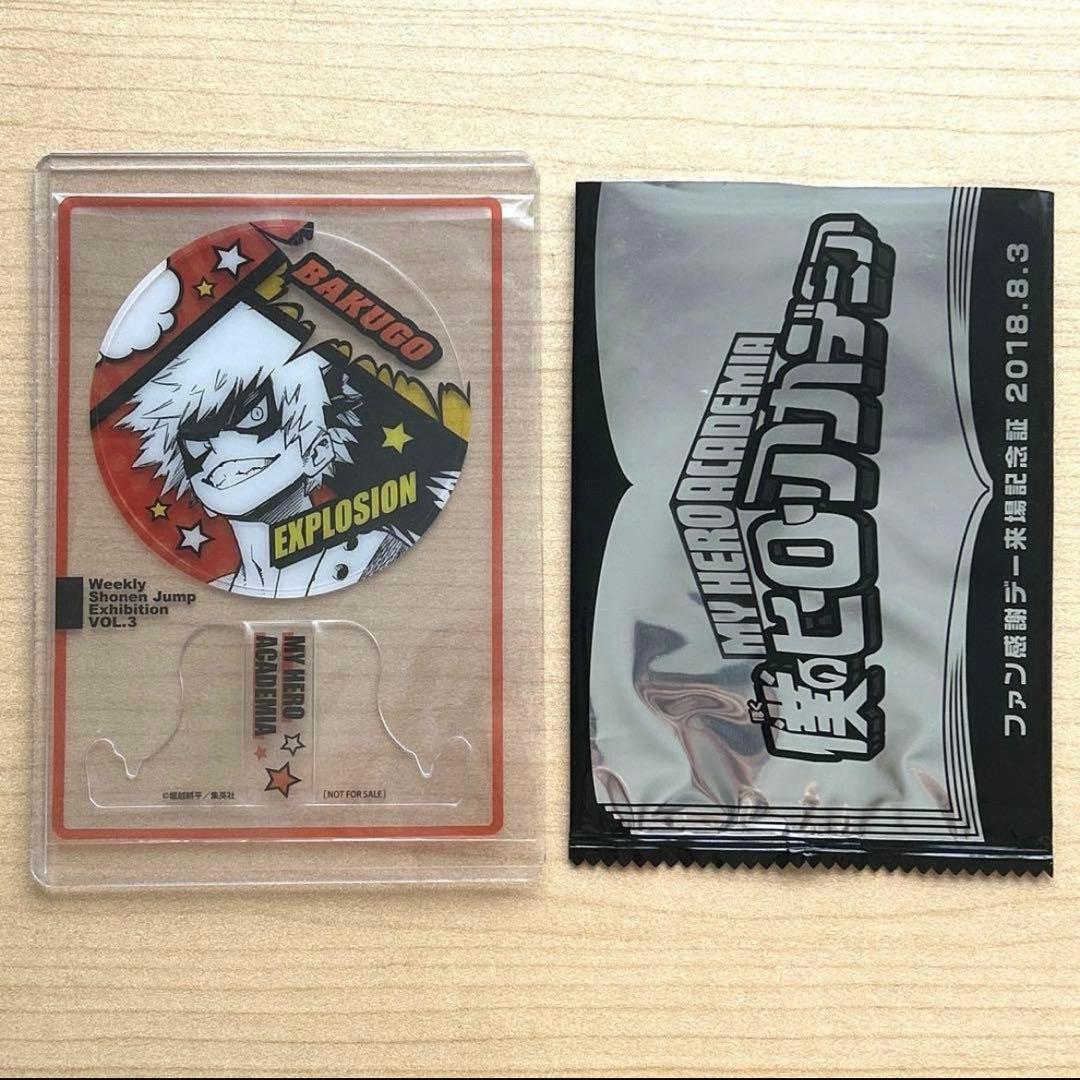 BAKUGO
EXPLOSION
Weekly
Shonen Jump
Exhibition
VOL.3
MY HERO
ACADEMIA
©堀越耕平／集英社
[NOT FOR SALE]
MY HERO ACADEMIA
僕のヒーローアカデミア
ぼく
ファン感謝デー来場記念証 2018.8.3